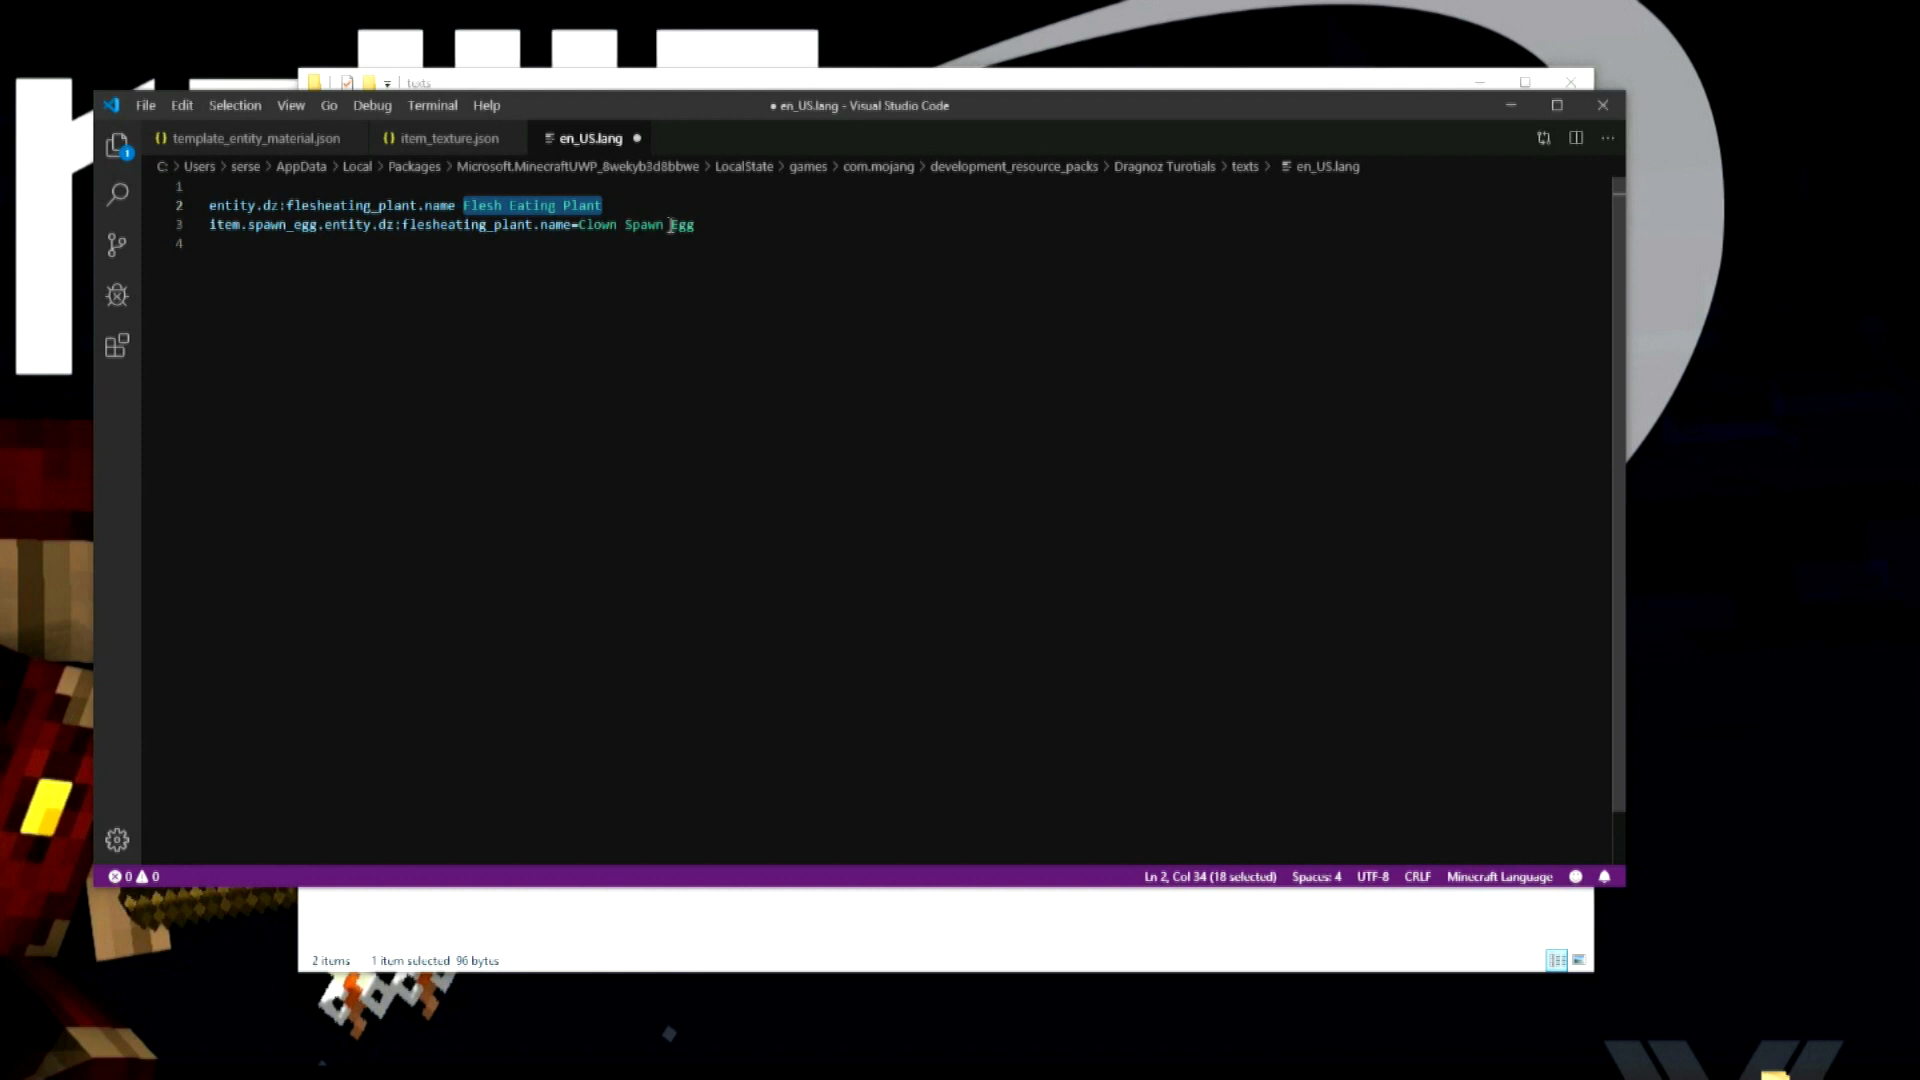 texts
File Edit Selection View Go Debug Terminal Help
● en_US.lang - Visual Studio Code
template_entity_material.json item_texture.json en_US.lang ●
C: > Users > serse > AppData > Local > Packages > Microsoft.MinecraftUWP_8wekyb3d8bbwe > LocalState > games > com.mojang > development_resource_packs > Dragnoz Turotials > texts > en_US.lang
1
2 entity.dz:flesheating_plant.name Flesh Eating Plant
3 item.spawn_egg.entity.dz:flesheating_plant.name=Clown Spawn Egg
4
1
0 0
Ln 2, Col 34 (18 selected) Spaces: 4 UTF-8 CRLF Minecraft Language
2 items 1 item selected 96 bytes